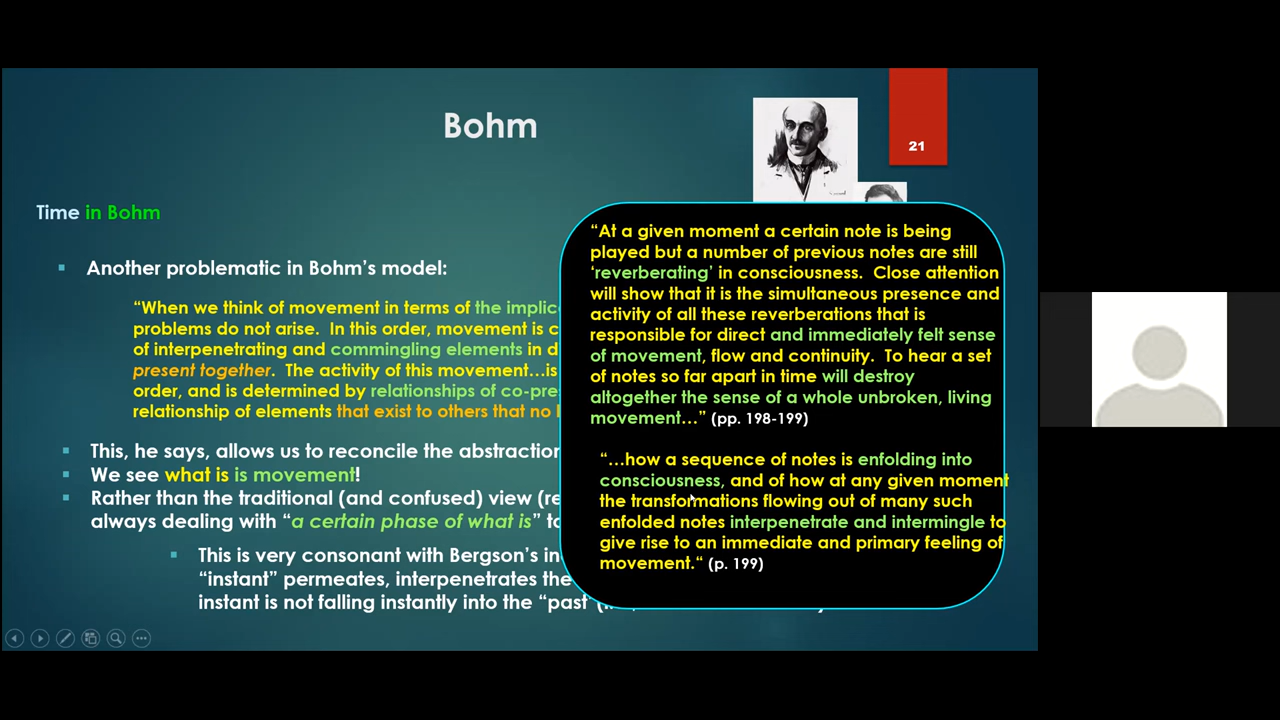 Bohm
21
Time in Bohm
▪ Another problematic in Bohm's model:
“When we think of movement in terms of the implic
problems do not arise. In this order, movement is c
of interpenetrating and commingling elements in d
present together. The activity of this movement…is
order, and is determined by relationships of co-pre
relationship of elements that exist to others that no
▪ This, he says, allows us to reconcile the abstraction
▪ We see what is is movement!
▪ Rather than the traditional (and confused) view (re
always dealing with “a certain phase of what is” to
▪ This is very consonant with Bergson's in
“instant” permeates, interpenetrates the
instant is not falling instantly into the “past”
“At a given moment a certain note is being
played but a number of previous notes are still
‘reverberating’ in consciousness. Close attention
will show that it is the simultaneous presence and
activity of all these reverberations that is
responsible for direct and immediately felt sense
of movement, flow and continuity. To hear a set
of notes so far apart in time will destroy
altogether the sense of a whole unbroken, living
movement…” (pp. 198-199)
“…how a sequence of notes is enfolding into
consciousness, and of how at any given moment
the transformations flowing out of many such
enfolded notes interpenetrate and intermingle to
give rise to an immediate and primary feeling of
movement.“ (p. 199)